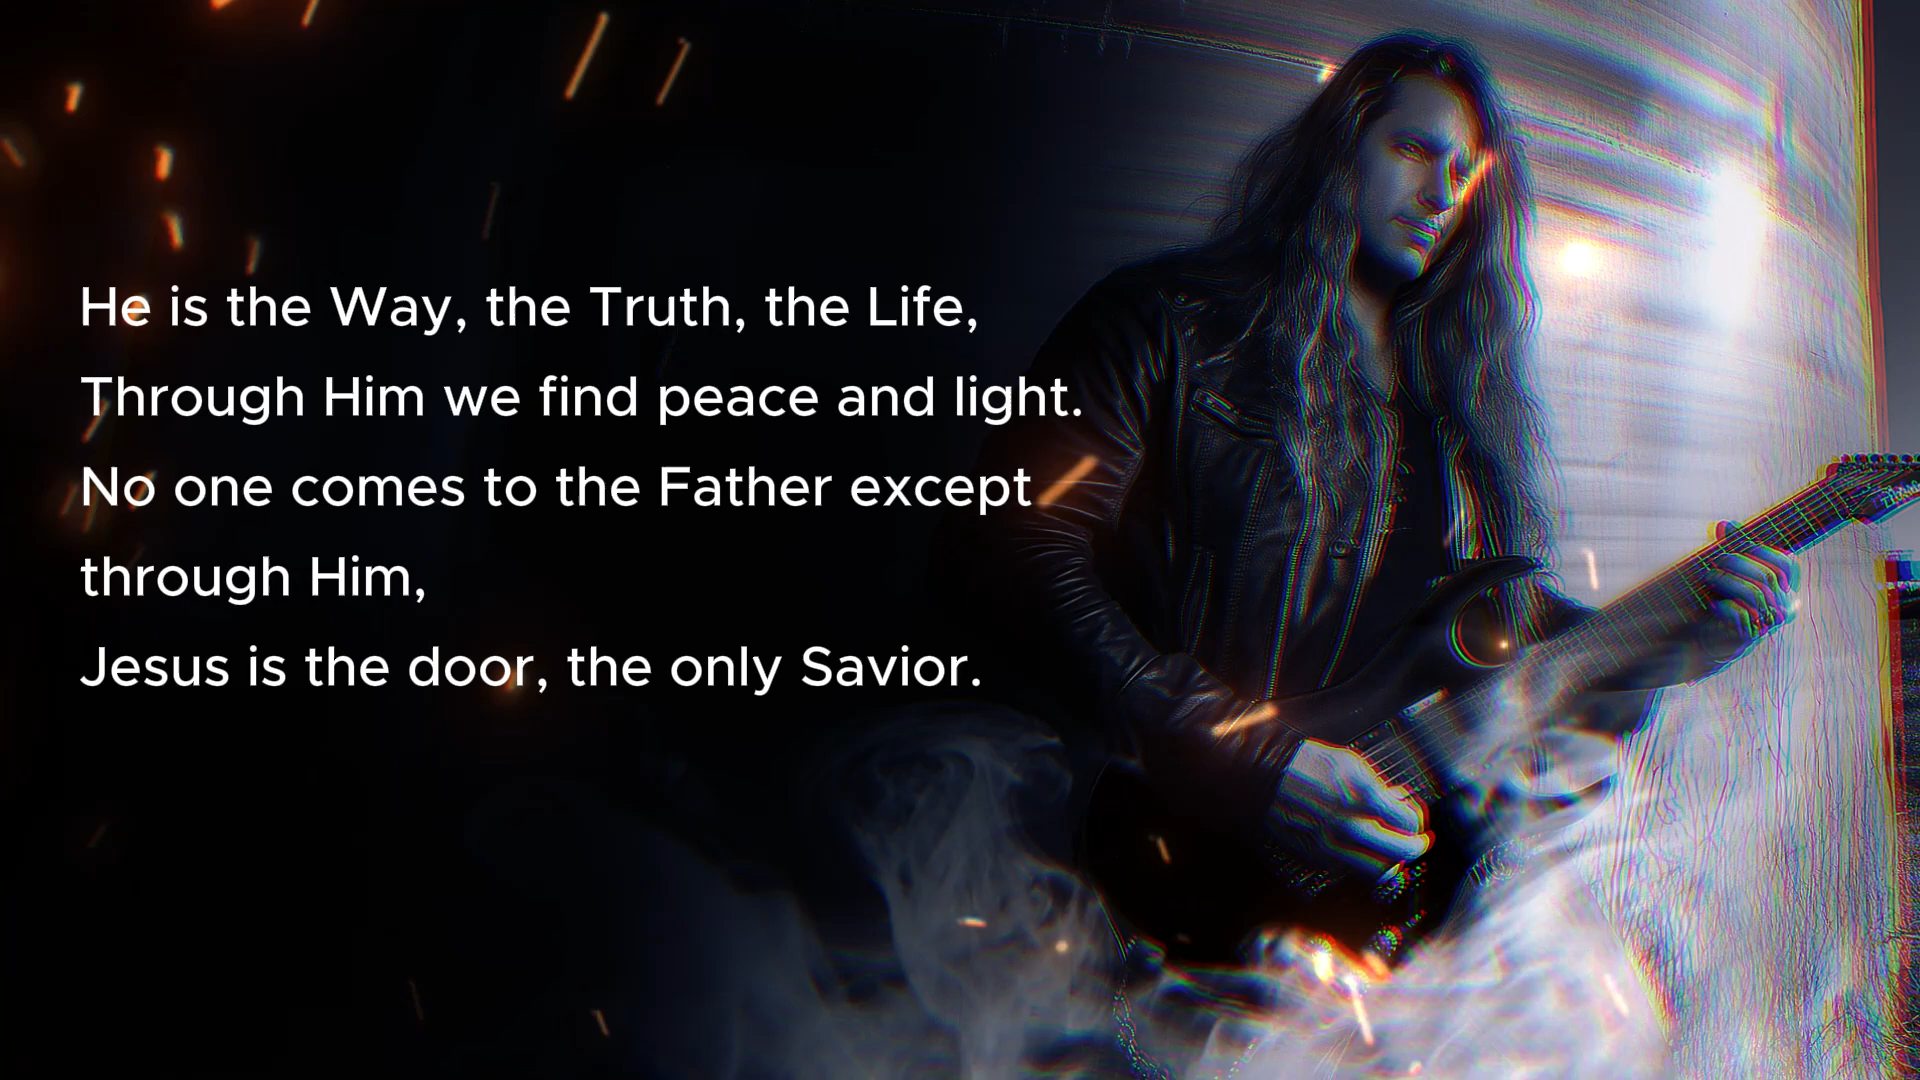 He is the Way, the Truth, the Life,
Through Him we find peace and light.
No one comes to the Father except
through Him,
Jesus is the door, the only Savior.